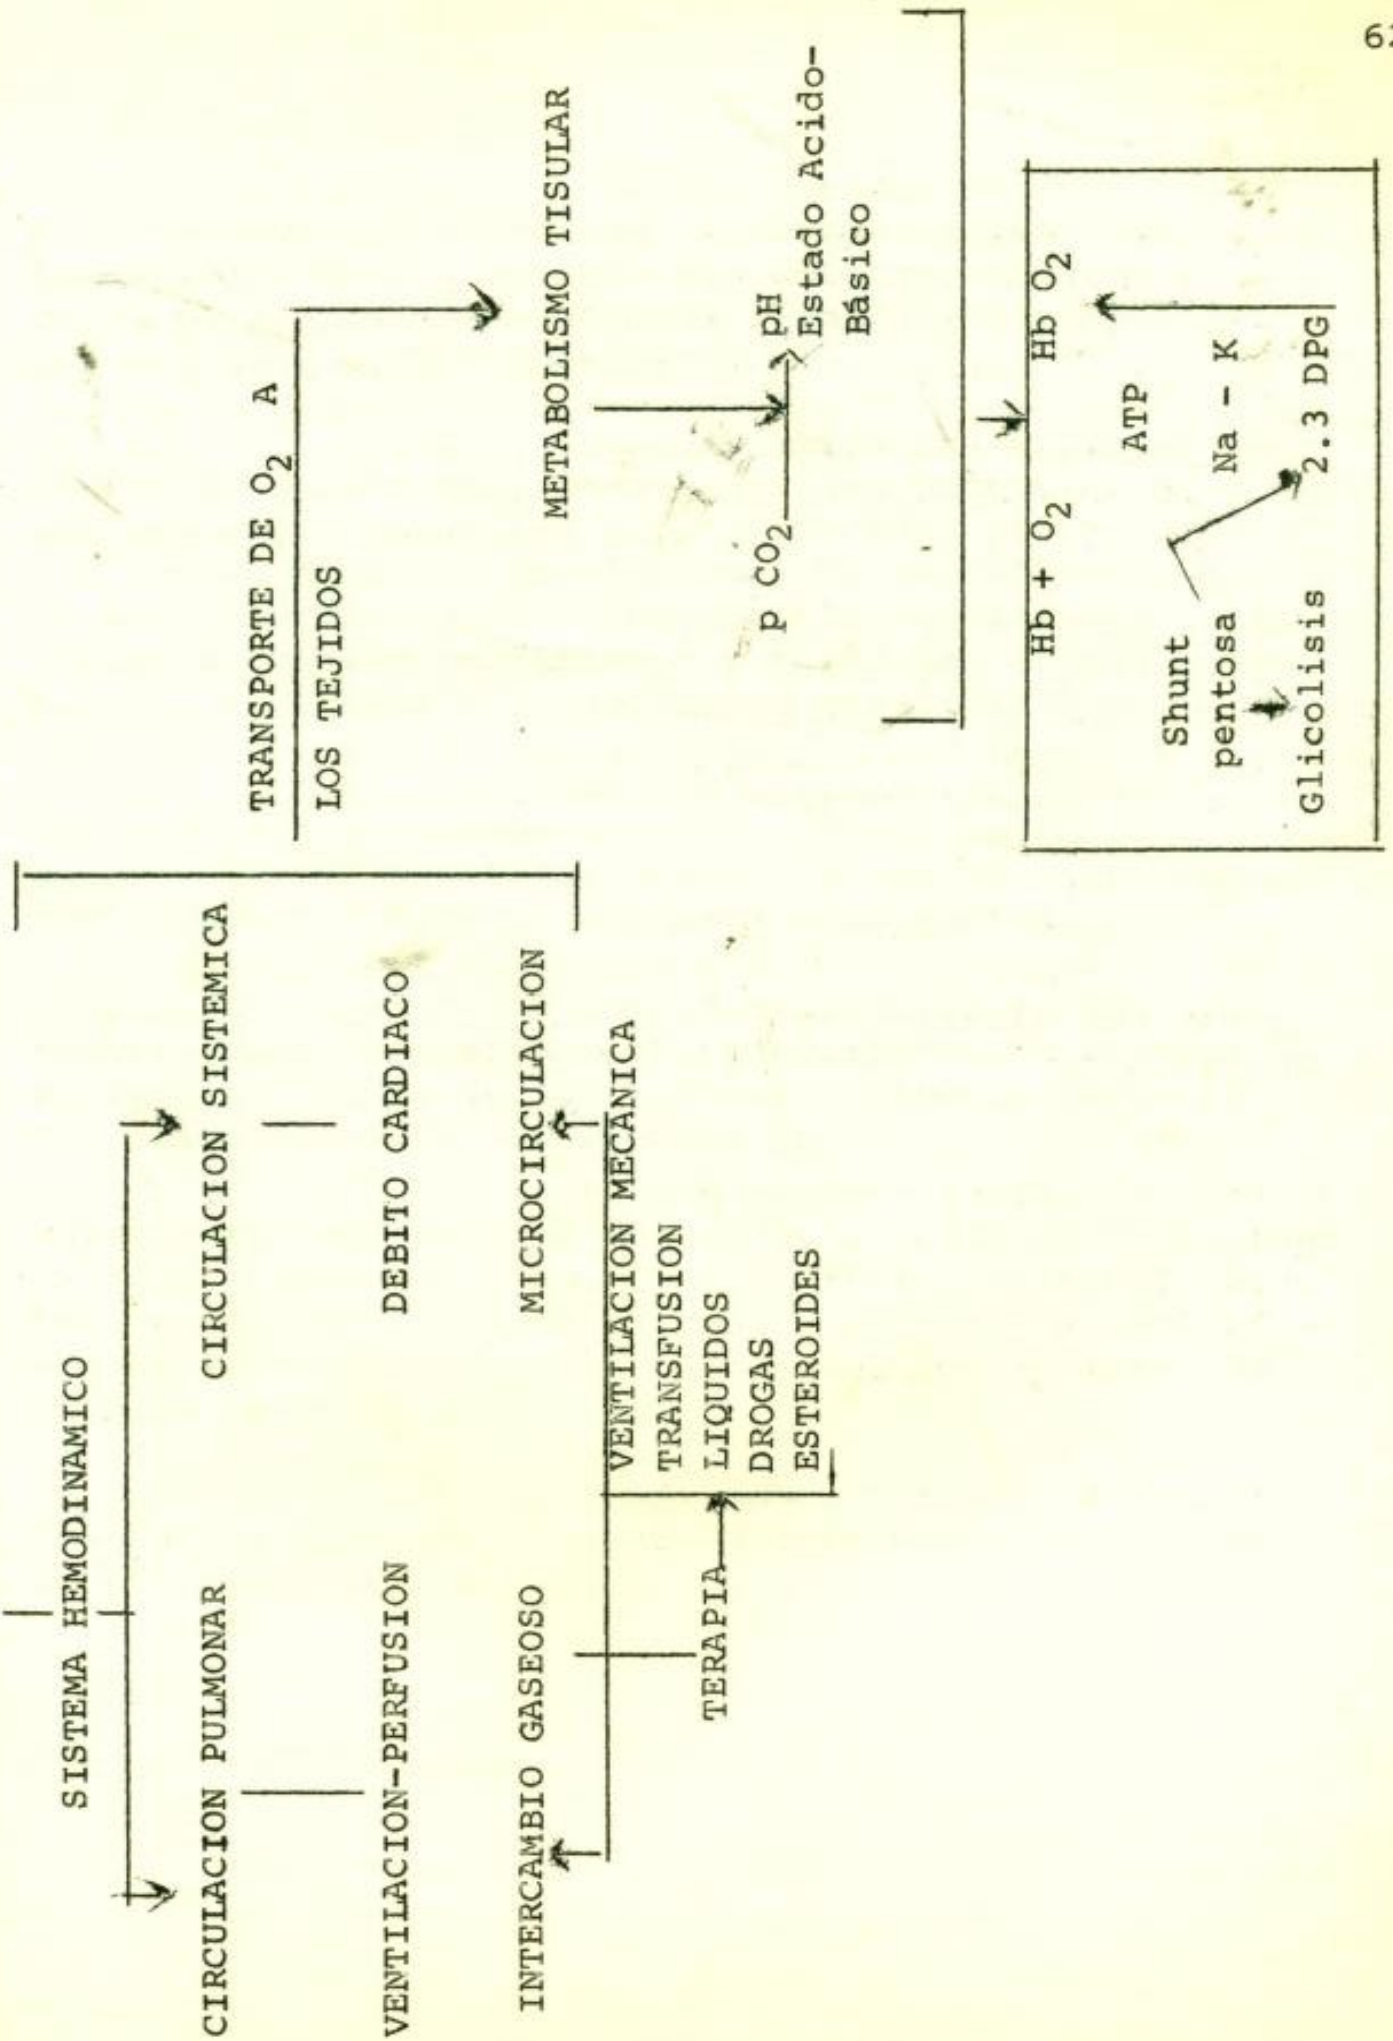 SISTEMA HEMODINAMICO
CIRCULACION PULMONAR
CIRCULACION SISTEMICA
VENTILACION-PERFUSION
DEBITO CARDIACO
INTERCAMBIO GASEOSO
MICROCIRCULACION
TERAPIA
VENTILACION MECANICA
TRANSFUSION
LIQUIDOS
DROGAS
ESTEROIDES
TRANSPORTE DE O₂ A
LOS TEJIDOS
METABOLISMO TISULAR
p CO₂ pH
Estado Acido-
Básico
Hb + O₂ Hb O₂
ATP
Shunt
pentosa
Na - K
Glicolisis 2.3 DPG